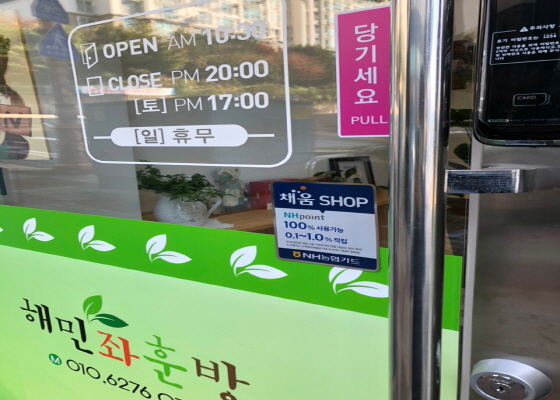 OPEN AM 10:30
CLOSE PM 20:00
[토] PM 17:00
[일] 휴무
당기세요
PULL
채움 SHOP
NHpoint
100% 사용가능
0.1~1.0% 적립
NH농협카드
해민좌훈방
010.6276
CARD